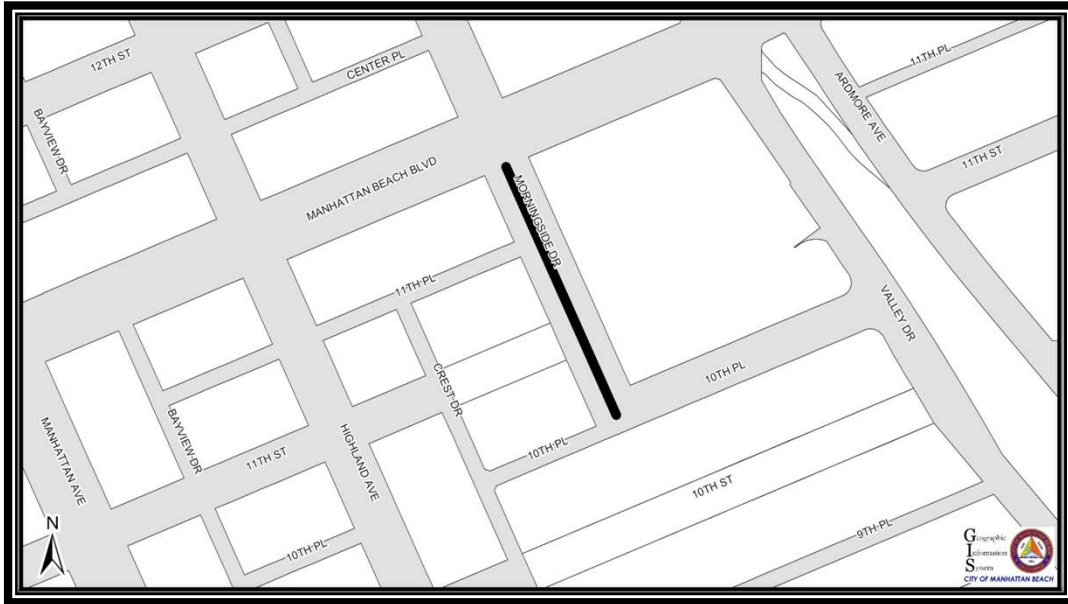 12TH ST
CENTER PL
11TH PL
ARDMORE AVE
BAYVIEW DR
11TH ST
MANHATTAN BEACH BLVD
MORNINGSIDE DR
11TH PL
VALLEY DR
10TH PL
CREST DR
MANHATTAN AVE
BAYVIEW DR
HIGHLAND AVE
11TH ST
10TH PL
10TH ST
9TH PL
10TH PL
N
Geographic
Information
System
CITY OF MANHATTAN BEACH